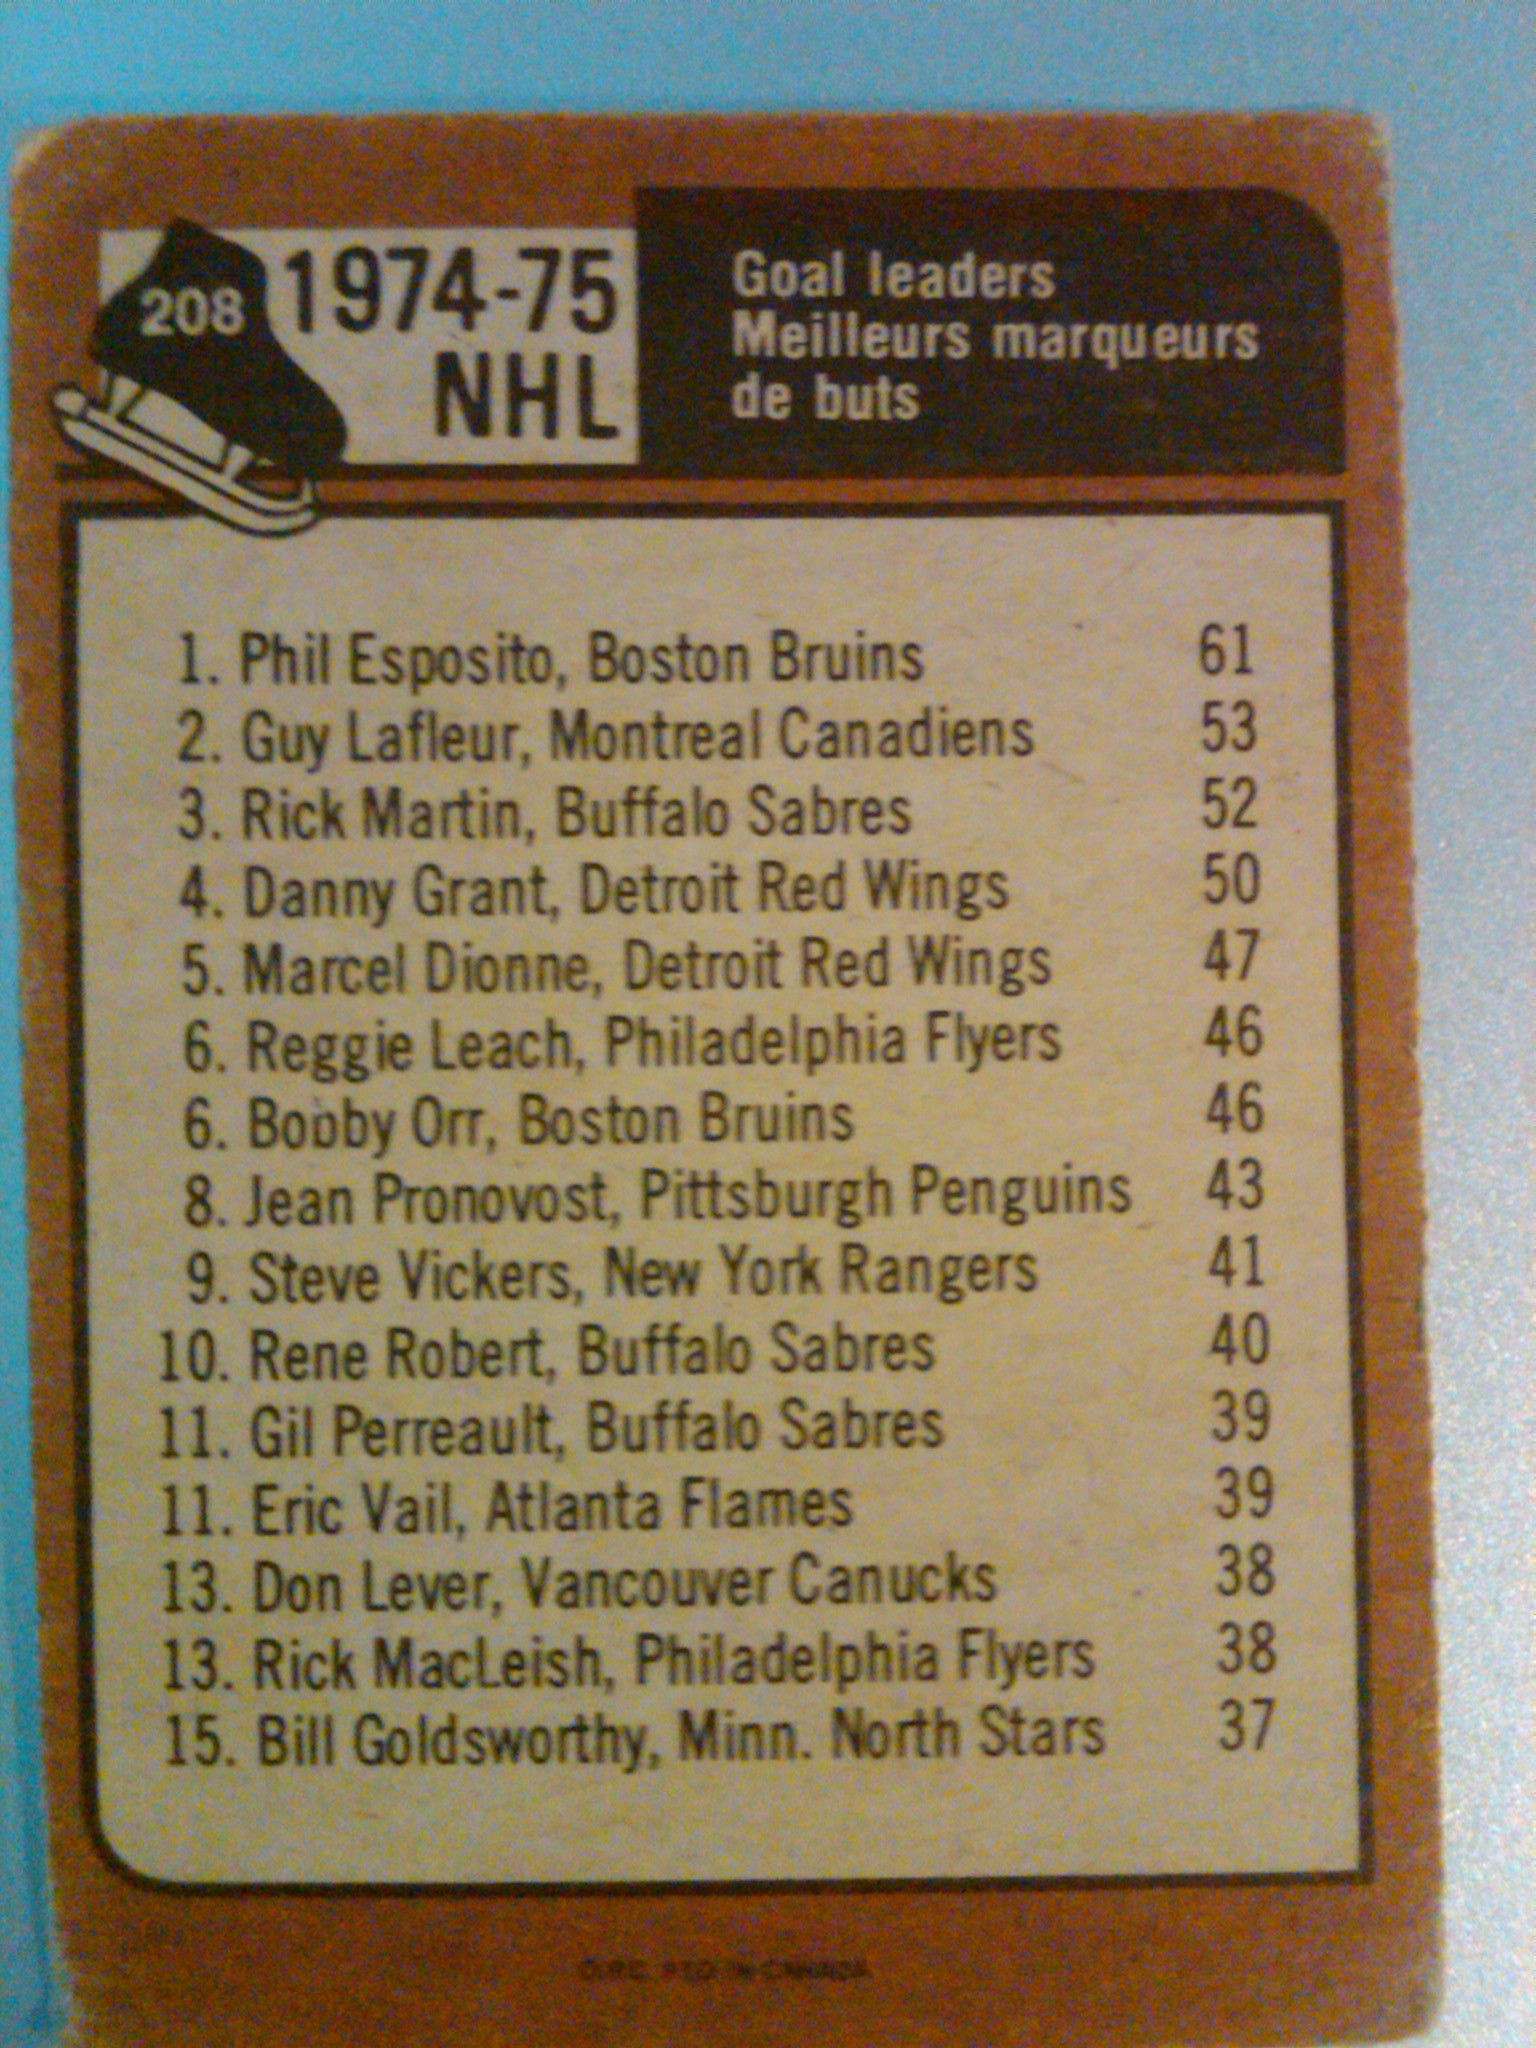 208
1974-75
NHL
Goal leaders
Meilleurs marqueurs
de buts
1. Phil Esposito, Boston Bruins 61
2. Guy Lafleur, Montreal Canadiens 53
3. Rick Martin, Buffalo Sabres 52
4. Danny Grant, Detroit Red Wings 50
5. Marcel Dionne, Detroit Red Wings 47
6. Reggie Leach, Philadelphia Flyers 46
6. Bobby Orr, Boston Bruins 46
8. Jean Pronovost, Pittsburgh Penguins 43
9. Steve Vickers, New York Rangers 41
10. Rene Robert, Buffalo Sabres 40
11. Gil Perreault, Buffalo Sabres 39
11. Eric Vail, Atlanta Flames 39
13. Don Lever, Vancouver Canucks 38
13. Rick MacLeish, Philadelphia Flyers 38
15. Bill Goldsworthy, Minn. North Stars 37
O.P.C. PTD. IN CANADA